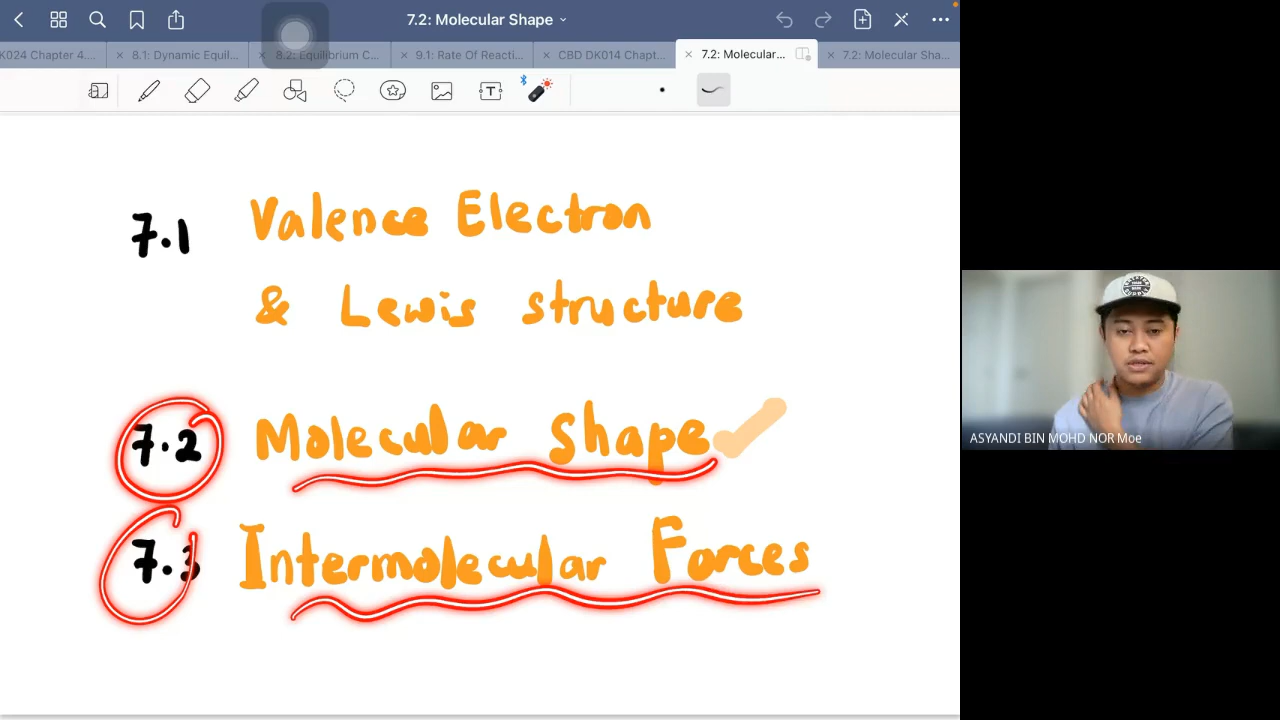 7.2: Molecular Shape
K024 Chapter 4....
8.1: Dynamic Equil...
8.2: Equilibrium C...
9.1: Rate Of Reacti...
CBD DK014 Chapt...
7.2: Molecular...
7.2: Molecular Sha...
T
7.1 Valence Electron
& Lewis structure
7.2 Molecular Shape
7.3 Intermolecular Forces
ASYANDI BIN MOHD NOR Moe